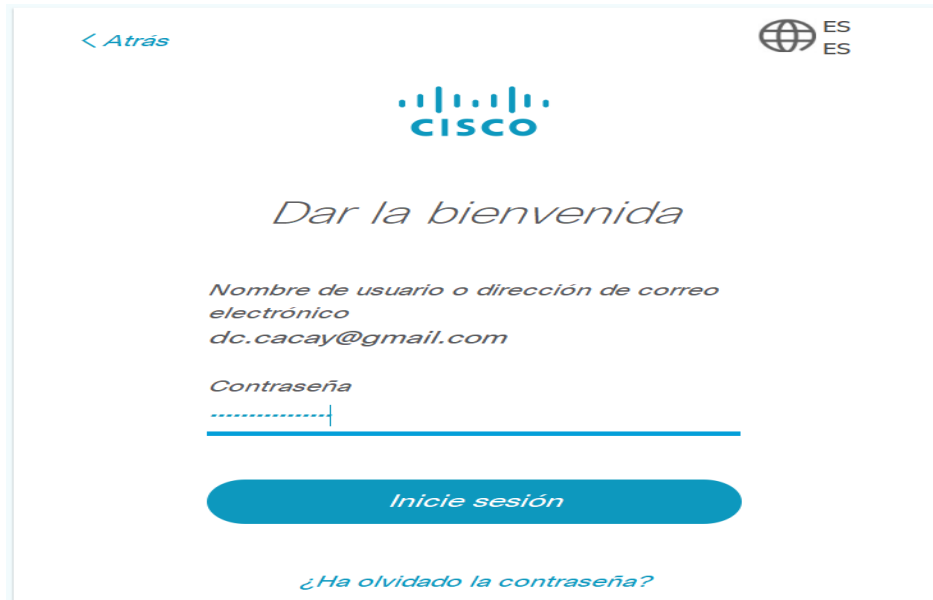 < Atrás
ES
ES
CISCO
Dar la bienvenida
Nombre de usuario o dirección de correo
electrónico
dc.cacay@gmail.com
Contraseña
----------------
Inicie sesión
¿Ha olvidado la contraseña?